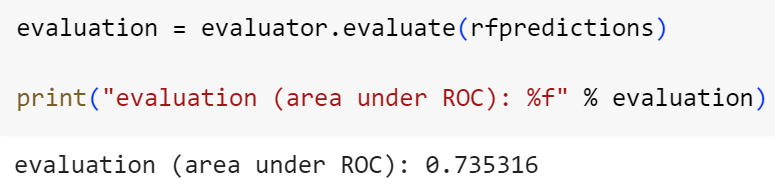 evaluation = evaluator.evaluate(rfpredictions)
print("evaluation (area under ROC): %f" % evaluation)
evaluation (area under ROC): 0.735316